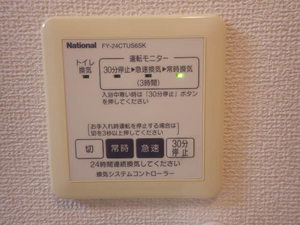 National FY-24CTUS65K
運転モニター
トイレ
換気
30分停止▶急速換気▶常時換気
(3時間)
入浴中寒い時は「30分停止」ボタン
を押してください
お手入れ時運転を停止する場合は
切を3秒以上押してください
切 常時 急速 30分
停止
24時間連続換気してください
換気システムコントローラー